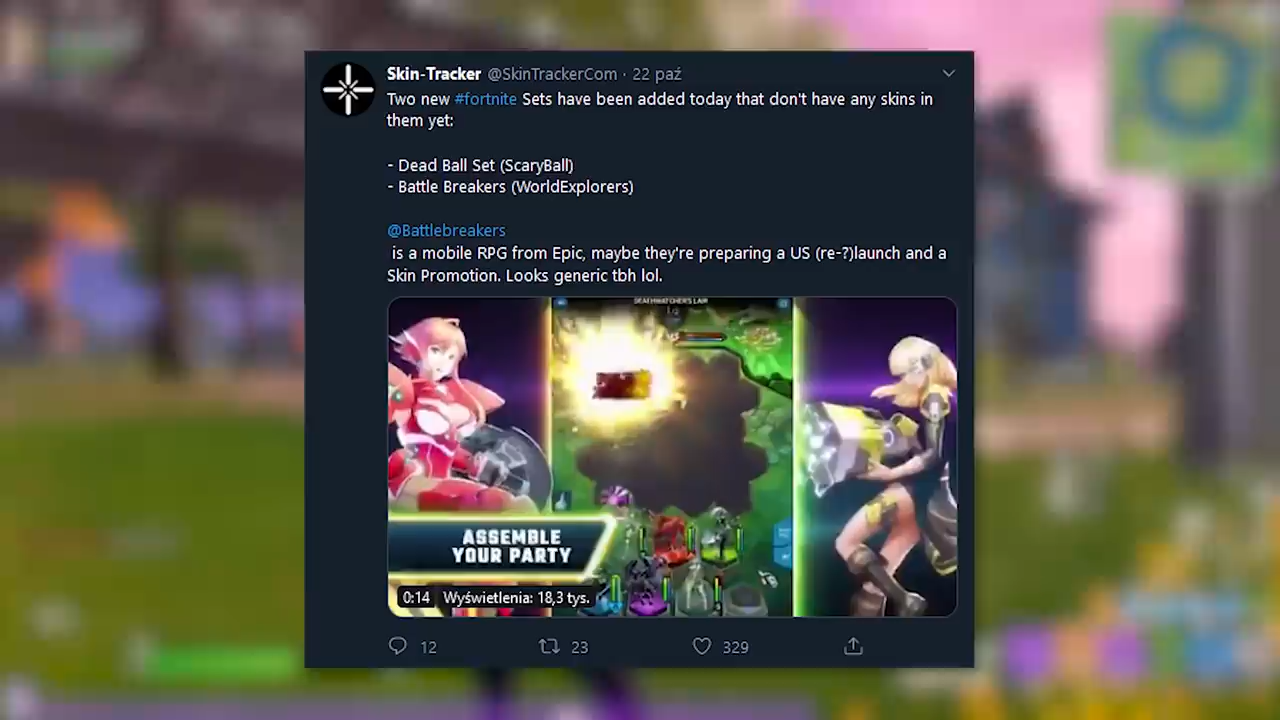 Skin-Tracker @SkinTrackerCom · 22 paź
Two new #fortnite Sets have been added today that don't have any skins in
them yet:
- Dead Ball Set (ScaryBall)
- Battle Breakers (WorldExplorers)
@Battlebreakers
is a mobile RPG from Epic, maybe they're preparing a US (re-?)launch and a
Skin Promotion. Looks generic tbh lol.
DEATHWATCHER'S LAIR
ASSEMBLE
YOUR PARTY
0:14 Wyświetlenia: 18,3 tys.
12 23 329